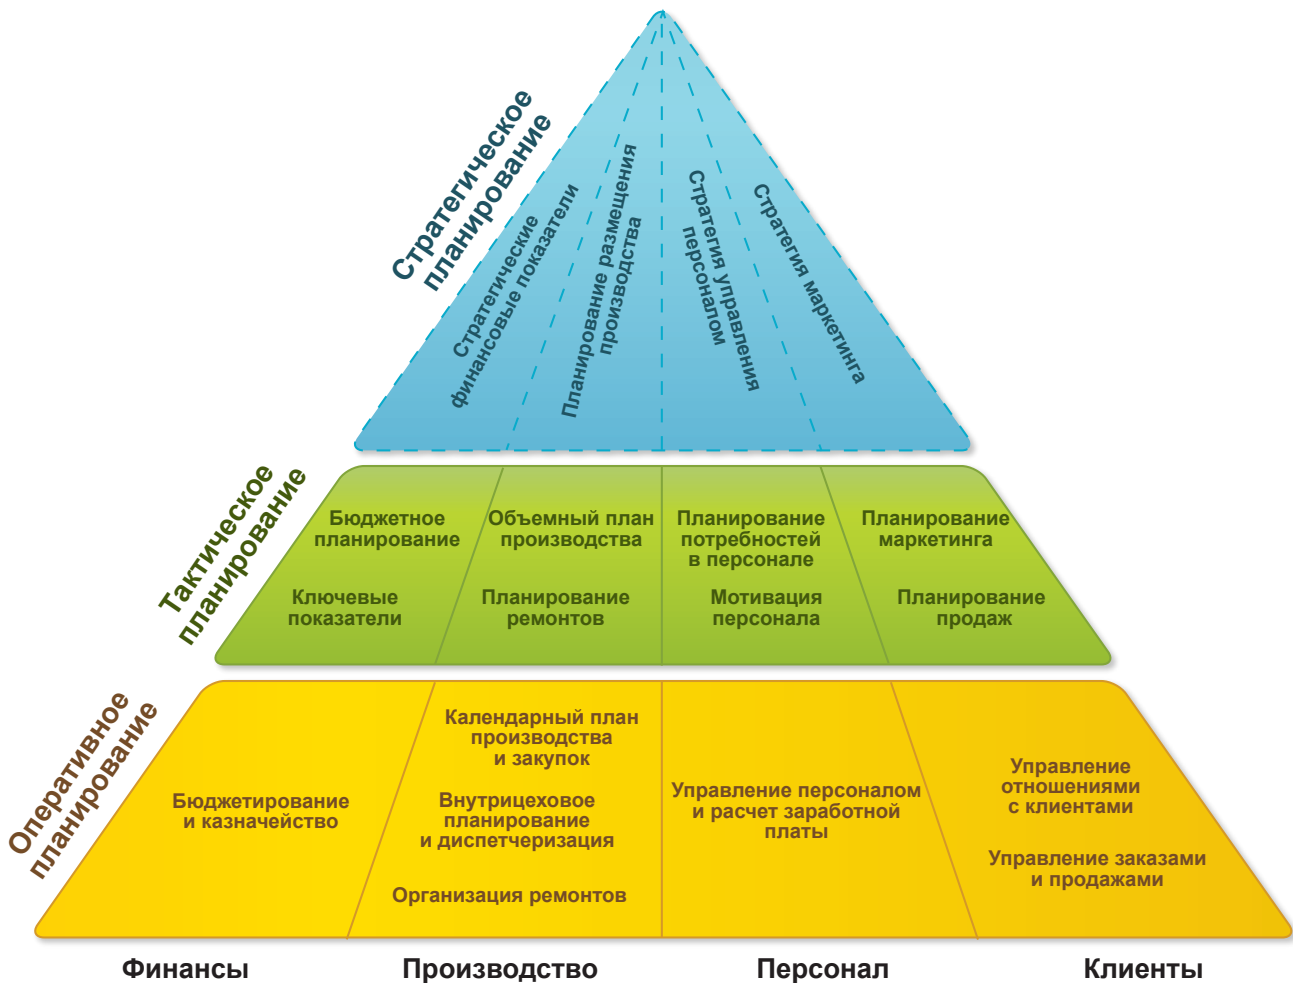 Стратегическое
планирование
Стратегические
финансовые показатели
Планирование размещения
производства
Стратегия управления
персоналом
Стратегия маркетинга
Тактическое
планирование
Бюджетное
планирование
Ключевые
показатели
Объемный план
производства
Планирование
ремонтов
Планирование
потребностей
в персонале
Мотивация
персонала
Планирование
маркетинга
Планирование
продаж
Оперативное
планирование
Бюджетирование
и казначейство
Календарный план
производства
и закупок
Внутрицеховое
планирование
и диспетчеризация
Организация ремонтов
Управление персоналом
и расчет заработной
платы
Управление
отношениями
с клиентами
Управление заказами
и продажами
Финансы
Производство
Персонал
Клиенты